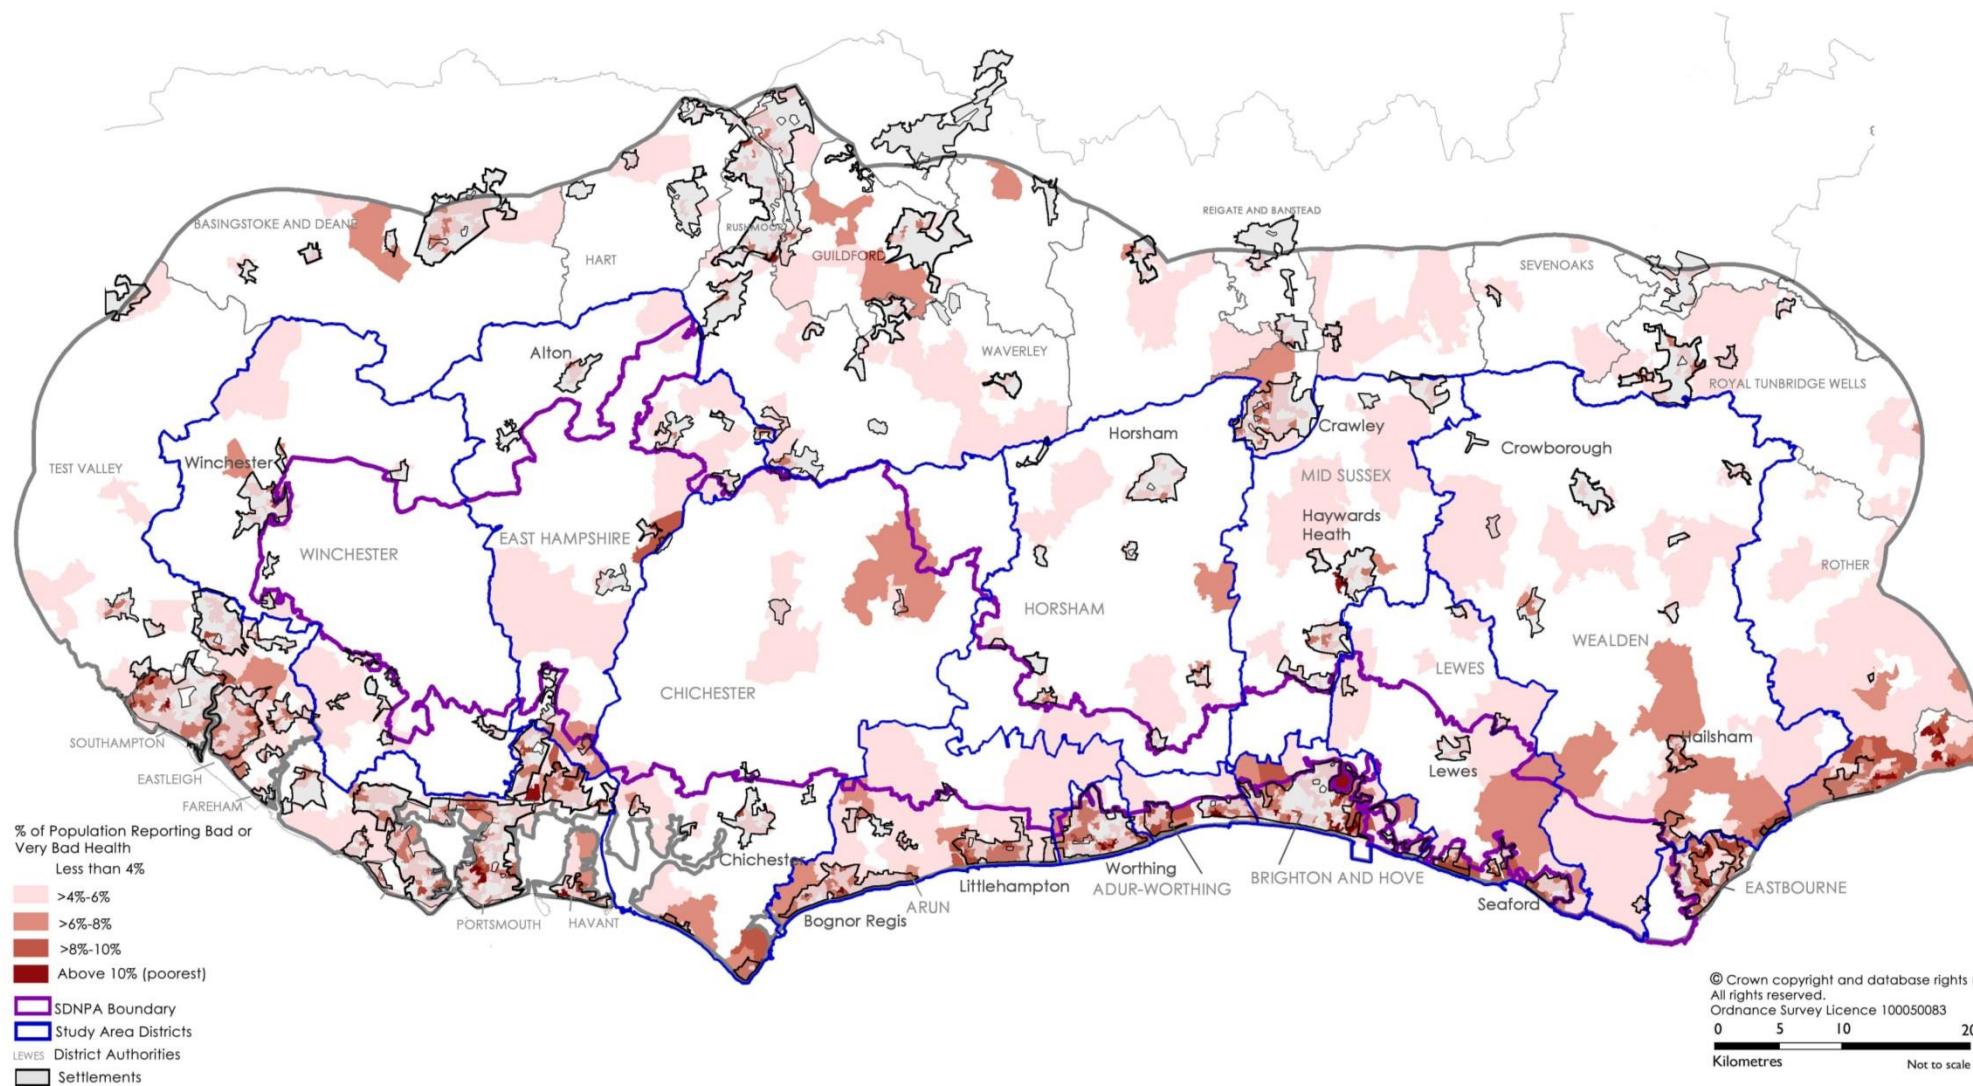 BASINGSTOKE AND DEANE
REIGATE AND BANSTEAD
RUSHMOOR
HART
GUILDFORD
SEVENOAKS
Alton
WAVERLEY
ROYAL TUNBRIDGE WELLS
Horsham
Crawley
Crowborough
TEST VALLEY
Winchester
MID SUSSEX
Haywards
Heath
WINCHESTER
EAST HAMPSHIRE
ROTHER
HORSHAM
WEALDEN
LEWES
CHICHESTER
SOUTHAMPTON
Hailsham
EASTLEIGH
Lewes
FAREHAM
Chichester
Worthing
Littlehampton
ADUR-WORTHING
BRIGHTON AND HOVE
EASTBOURNE
Seaford
ARUN
Bognor Regis
PORTSMOUTH
HAVANT
% of Population Reporting Bad or
Very Bad Health
Less than 4%
>4%-6%
>6%-8%
>8%-10%
Above 10% (poorest)
SDNPA Boundary
Study Area Districts
LEWES District Authorities
Settlements
© Crown copyright and database rights
All rights reserved.
Ordnance Survey Licence 100050083
0 5 10 20
Kilometres
Not to scale